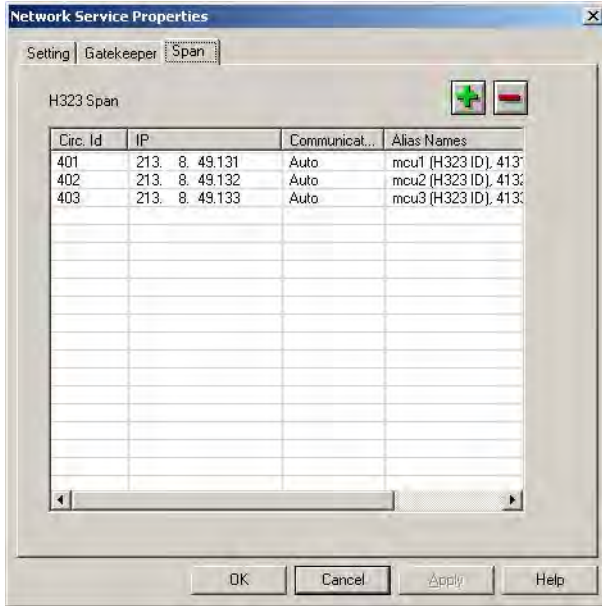 Network Service Properties
Setting Gatekeeper Span
H323 Span
Circ. Id IP Communicat... Alias Names
401 213. 8. 49.131 Auto mcu1 (H323 ID), 413
402 213. 8. 49.132 Auto mcu2 (H323 ID), 413
403 213. 8. 49.133 Auto mcu3 (H323 ID), 413
OK Cancel Apply Help